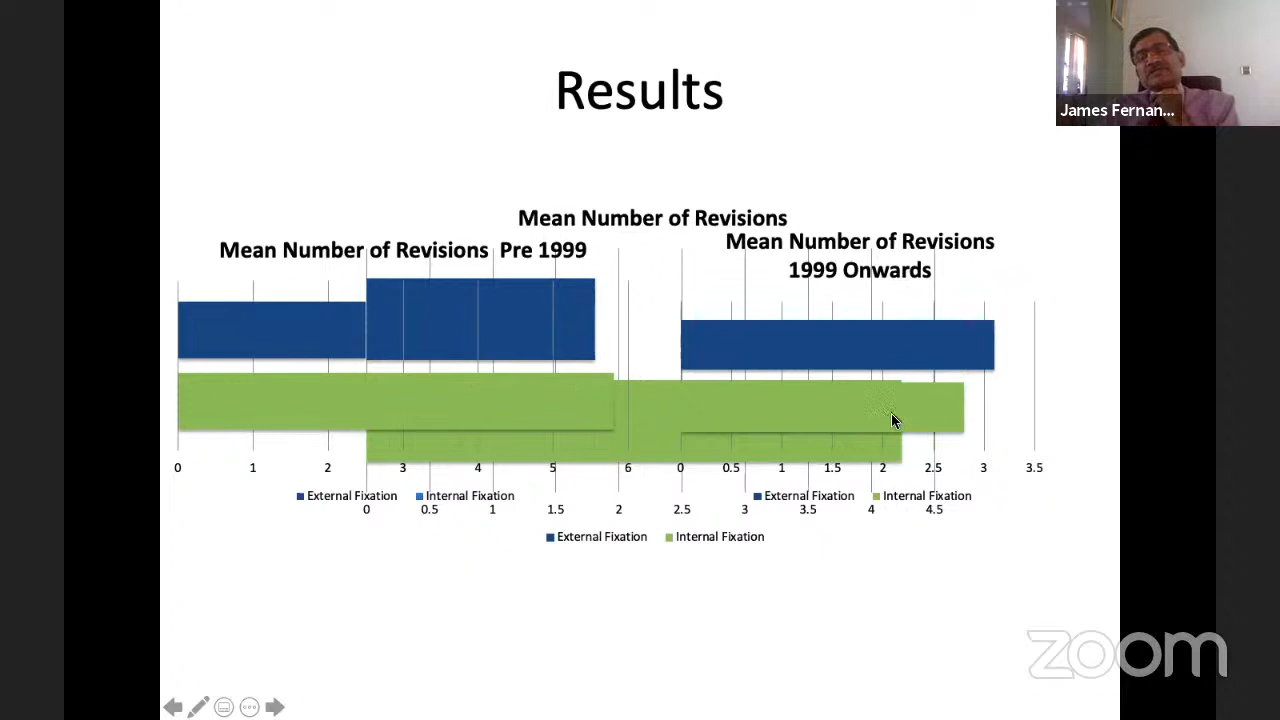 Results
James Fernan...
Mean Number of Revisions
Mean Number of Revisions Pre 1999
Mean Number of Revisions
1999 Onwards
0 1 2 3 4 5 6
0 0.5 1 1.5 2 2.5 3 3.5
External Fixation Internal Fixation
External Fixation Internal Fixation
0 0.5 1 1.5 2 2.5 3 3.5 4 4.5
External Fixation Internal Fixation
zoom